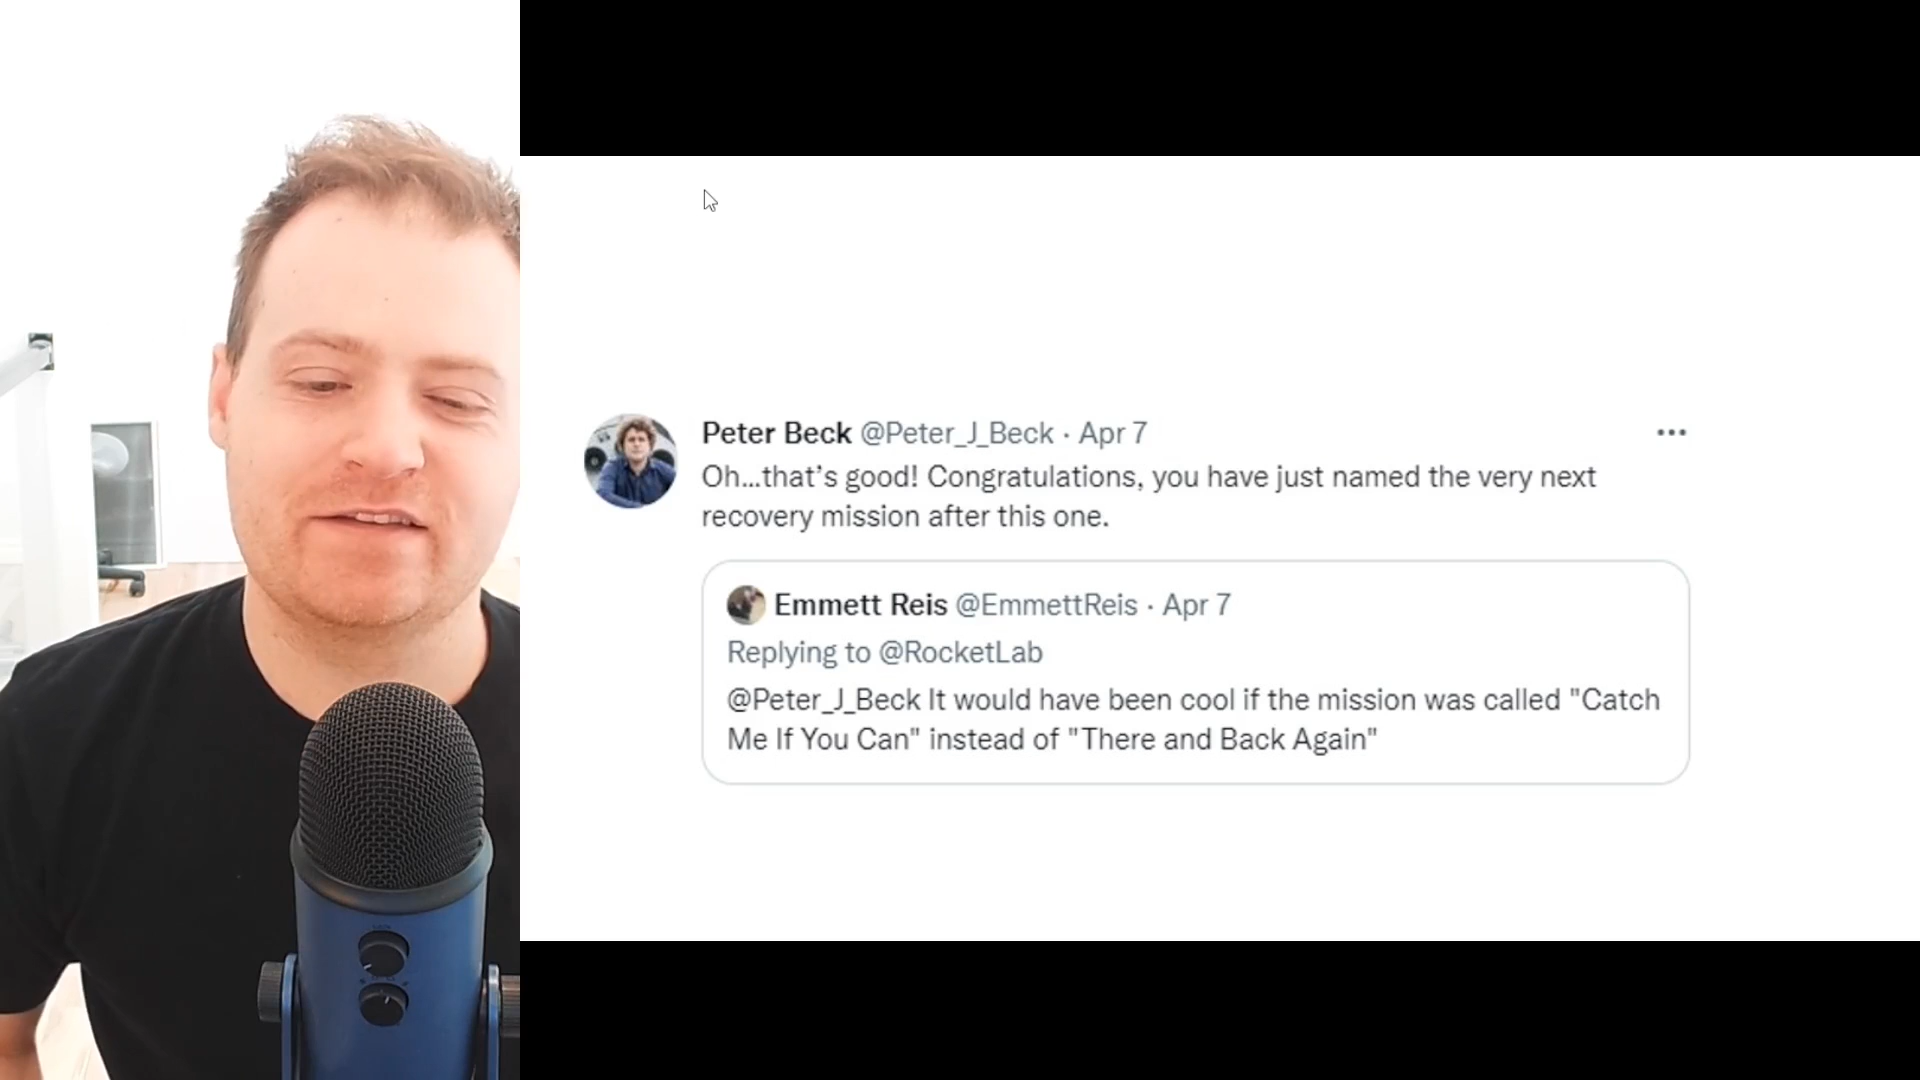 Peter Beck @Peter_J_Beck · Apr 7
Oh...that's good! Congratulations, you have just named the very next
recovery mission after this one.
Emmett Reis @EmmettReis · Apr 7
Replying to @RocketLab
@Peter_J_Beck It would have been cool if the mission was called "Catch
Me If You Can" instead of "There and Back Again"